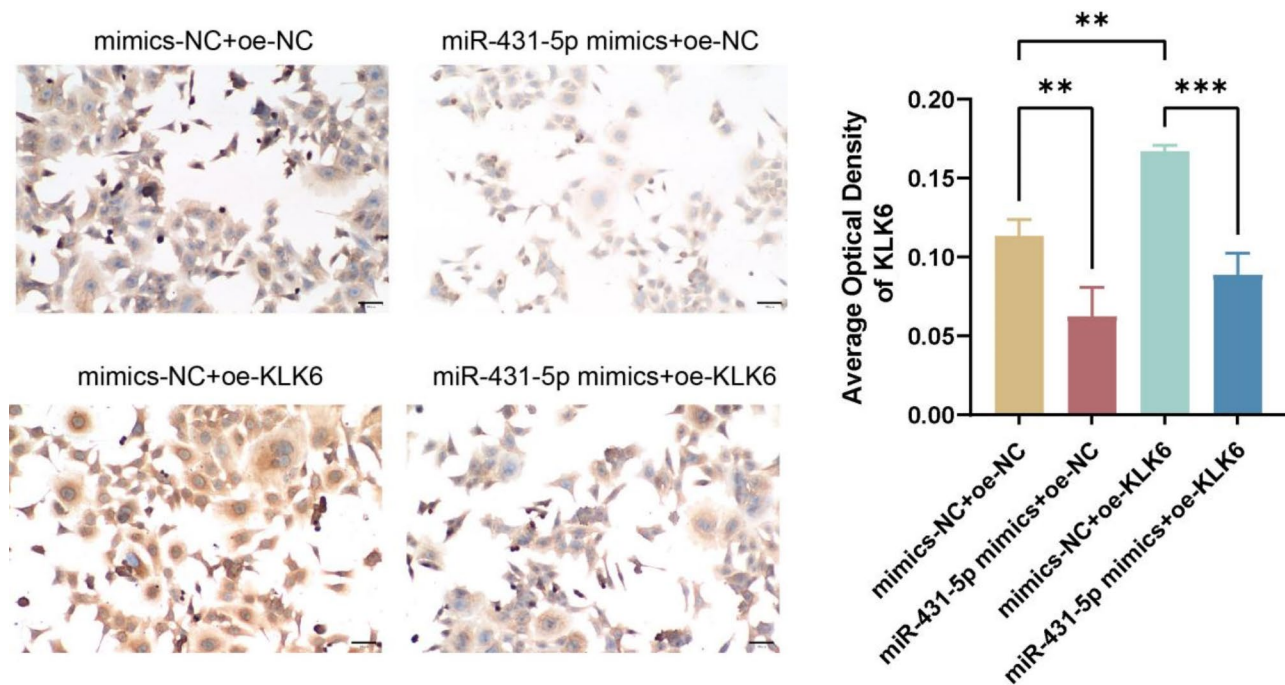 mimics-NC+oe-NC
miR-431-5p mimics+oe-NC
mimics-NC+oe-KLK6
miR-431-5p mimics+oe-KLK6
**
**
***
Average Optical Density
of KLK6
0.20
0.15
0.10
0.05
0.00
mimics-NC+oe-NC
miR-431-5p mimics+oe-NC
mimics-NC+oe-KLK6
miR-431-5p mimics+oe-KLK6